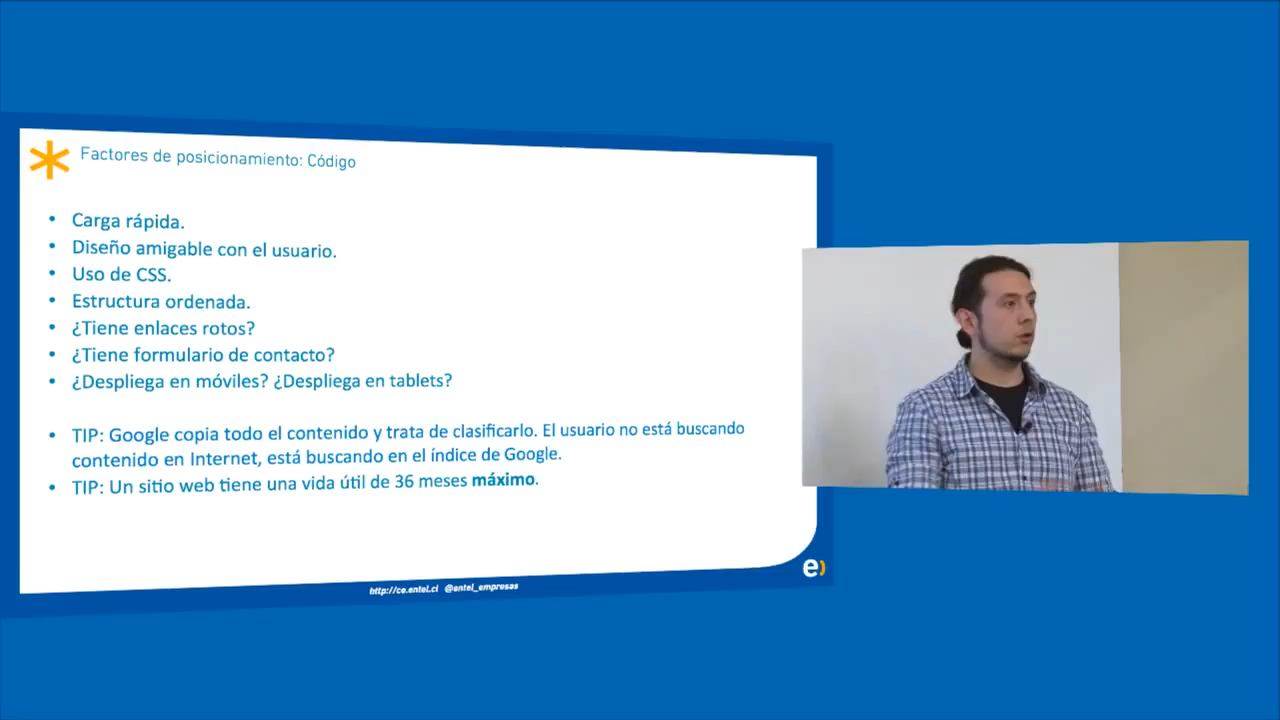 Factores de posicionamiento: Código
• Carga rápida.
• Diseño amigable con el usuario.
• Uso de CSS.
• Estructura ordenada.
• ¿Tiene enlaces rotos?
• ¿Tiene formulario de contacto?
• ¿Despliega en móviles? ¿Despliega en tablets?
• TIP: Google copia todo el contenido y trata de clasificarlo. El usuario no está buscando
contenido en Internet, está buscando en el índice de Google.
• TIP: Un sitio web tiene una vida útil de 36 meses máximo.
e)
http://ce.entel.cl @entel_empresas